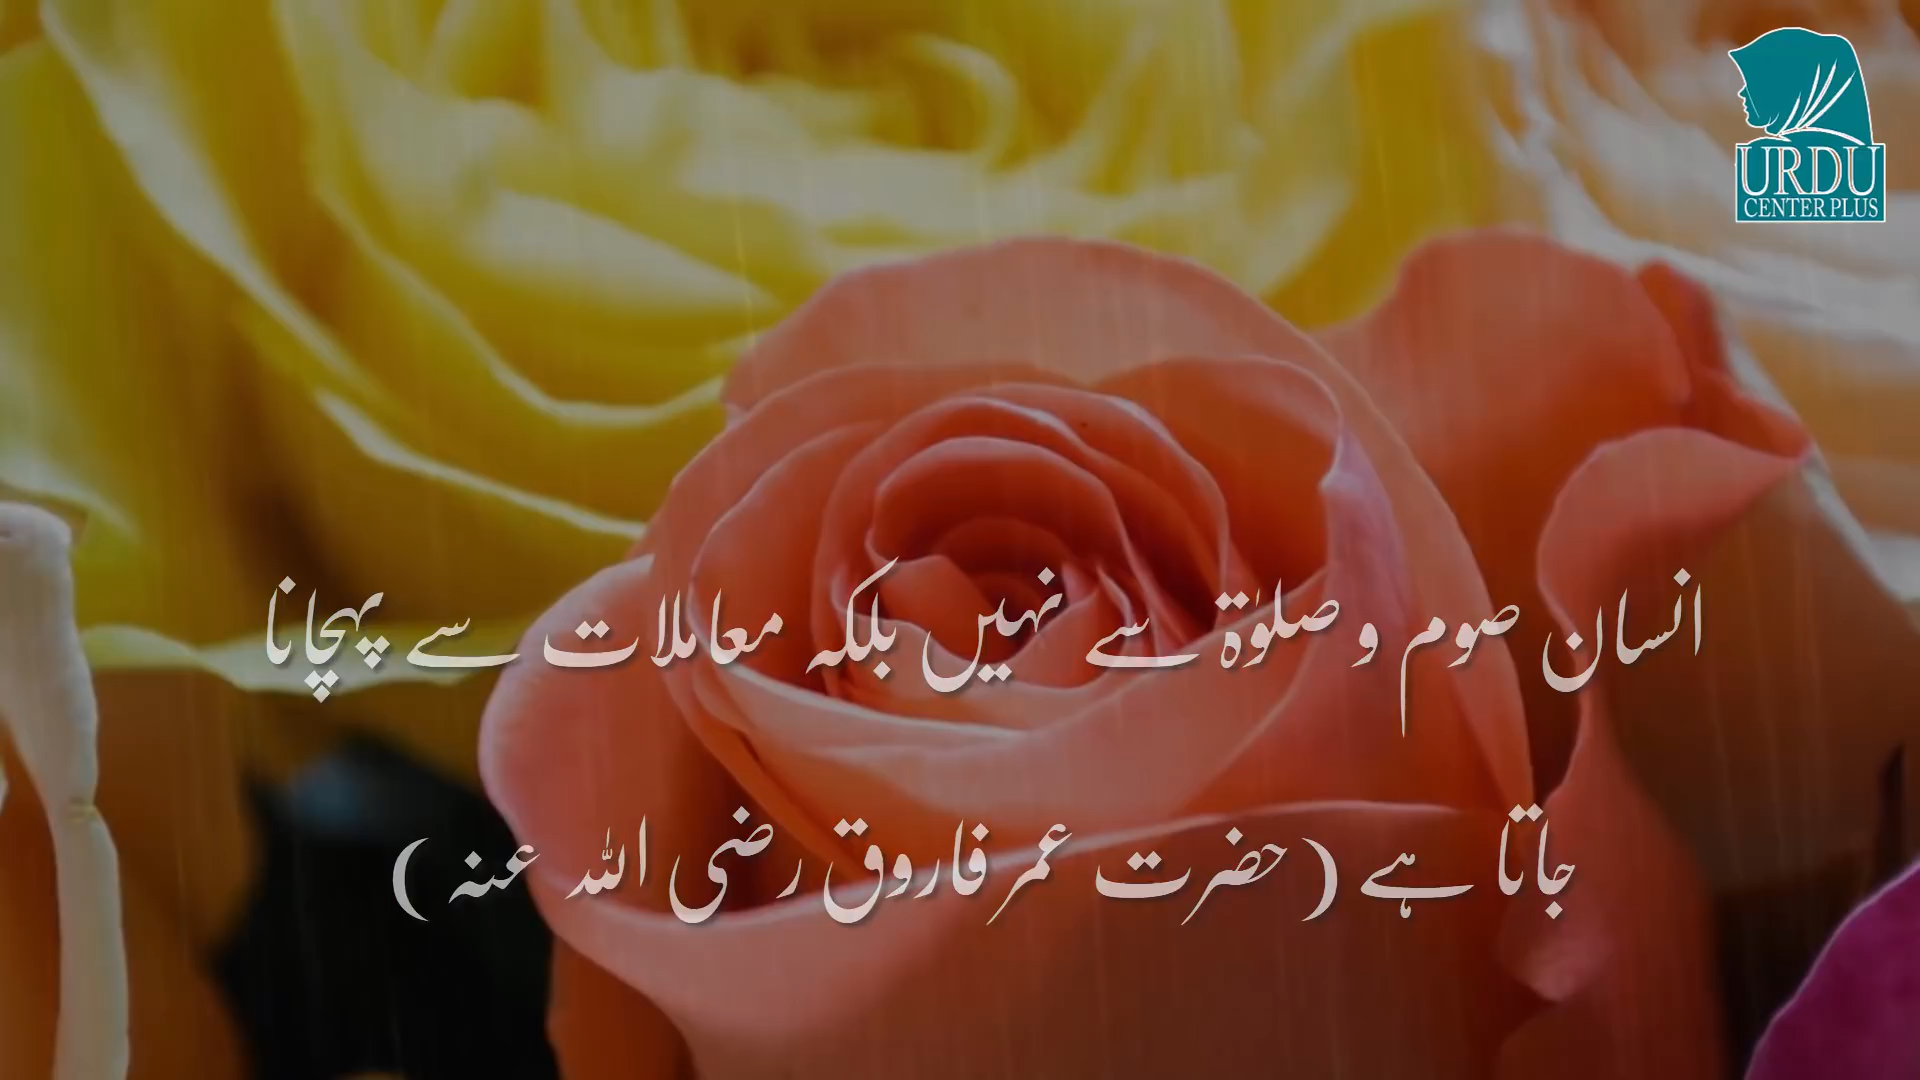 URDU
CENTER PLUS
انسان صوم و صلوٰۃ سے نہیں بلکہ معاملات سے پہچانا
جاتا ہے (حضرت عمر فاروق رضی اللہ عنہ )